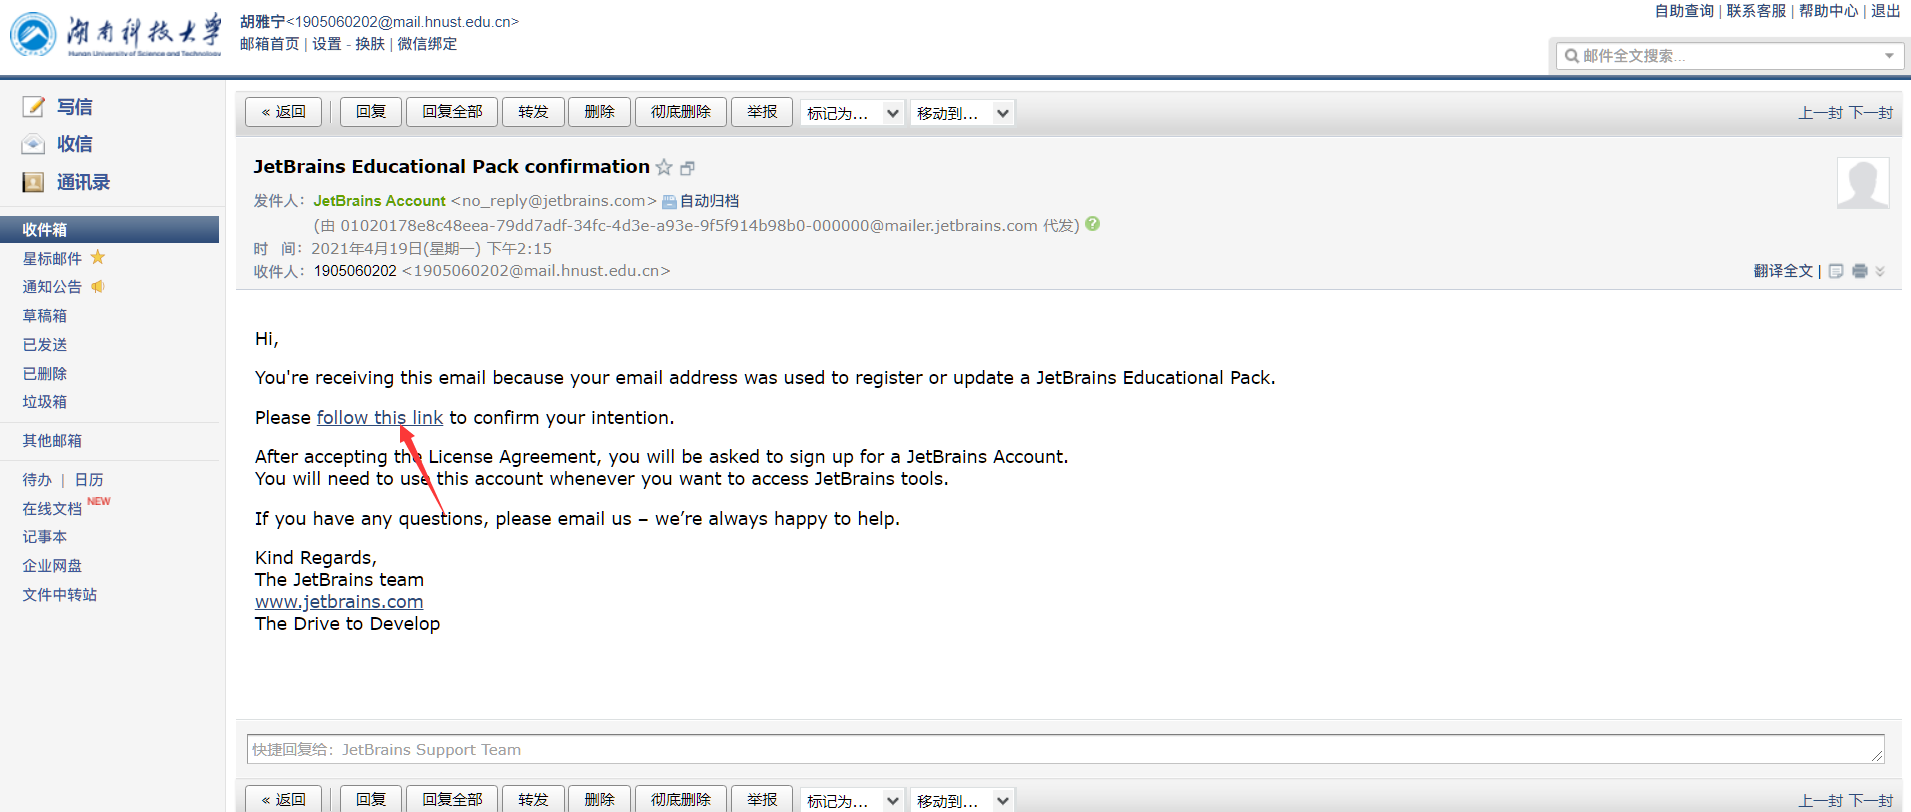 湖南科技大学
Hunan University of Science and Technology
胡雅宁<1905060202@mail.hnust.edu.cn>
邮箱首页 | 设置 - 换肤 | 微信绑定
自助查询 | 联系客服 | 帮助中心 | 退出
邮件全文搜索...
写信
收信
通讯录
收件箱
星标邮件
通知公告
草稿箱
已发送
已删除
垃圾箱
其他邮箱
待办 | 日历
在线文档 NEW
记事本
企业网盘
文件中转站
« 返回 | 回复 回复全部 转发 删除 彻底删除 举报 标记为... 移动到...
上一封 下一封
JetBrains Educational Pack confirmation
发件人: JetBrains Account <no_reply@jetbrains.com> 自动归档
(由 01020178e8c48eea-79dd7adf-34fc-4d3e-a93e-9f5f914b98b0-000000@mailer.jetbrains.com 代发) ?
时 间: 2021年4月19日(星期一) 下午2:15
收件人: 1905060202 <1905060202@mail.hnust.edu.cn>
翻译全文 |
Hi,
You're receiving this email because your email address was used to register or update a JetBrains Educational Pack.
Please follow this link to confirm your intention.
After accepting the License Agreement, you will be asked to sign up for a JetBrains Account.
You will need to use this account whenever you want to access JetBrains tools.
If you have any questions, please email us – we’re always happy to help.
Kind Regards,
The JetBrains team
www.jetbrains.com
The Drive to Develop
快捷回复给: JetBrains Support Team
« 返回 | 回复 回复全部 转发 删除 彻底删除 举报 标记为... 移动到...
上一封 下一封